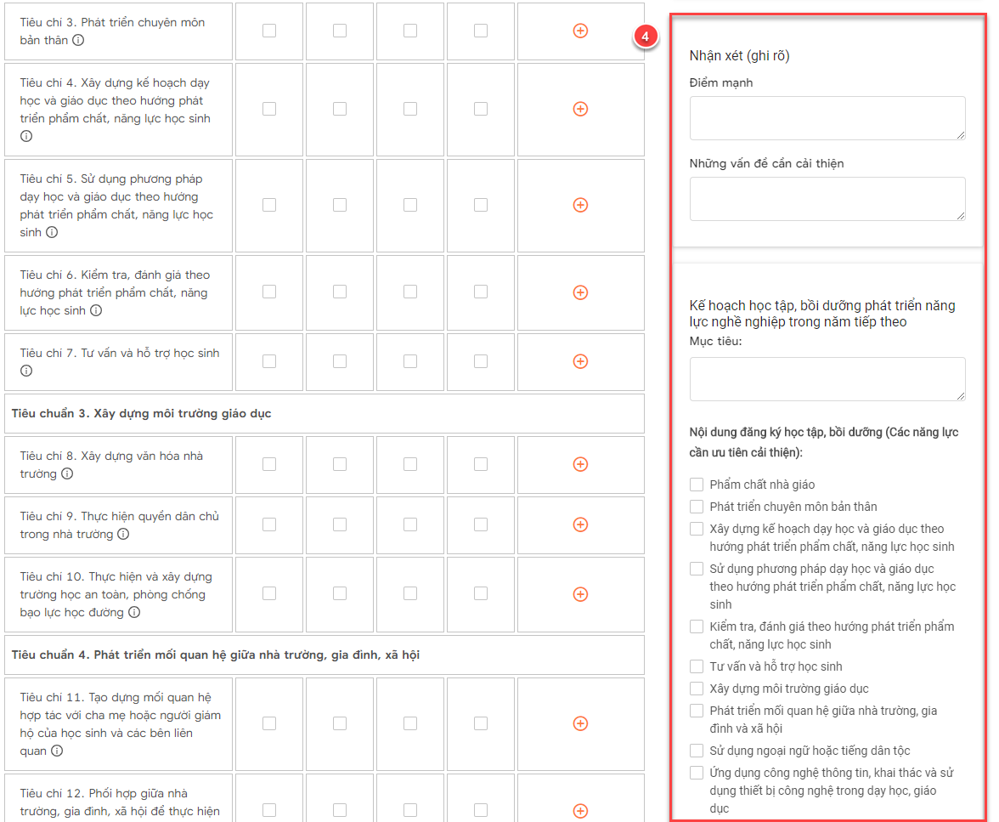 Tiêu chí 3. Phát triển chuyên môn
bản thân
Tiêu chí 4. Xây dựng kế hoạch dạy
học và giáo dục theo hướng phát
triển phẩm chất, năng lực học sinh
Tiêu chí 5. Sử dụng phương pháp
dạy học và giáo dục theo hướng
phát triển phẩm chất, năng lực học
sinh
Tiêu chí 6. Kiểm tra, đánh giá theo
hướng phát triển phẩm chất, năng
lực học sinh
Tiêu chí 7. Tư vấn và hỗ trợ học sinh
Tiêu chuẩn 3. Xây dựng môi trường giáo dục
Tiêu chí 8. Xây dựng văn hóa nhà
trường
Tiêu chí 9. Thực hiện quyền dân chủ
trong nhà trường
Tiêu chí 10. Thực hiện và xây dựng
trường học an toàn, phòng chống
bạo lực học đường
Tiêu chuẩn 4. Phát triển mối quan hệ giữa nhà trường, gia đình, xã hội
Tiêu chí 11. Tạo dựng mối quan hệ
hợp tác với cha mẹ hoặc người giám
hộ của học sinh và các bên liên
quan
Tiêu chí 12. Phối hợp giữa nhà
trường, gia đình, xã hội để thực hiện
4
Nhận xét (ghi rõ)
Điểm mạnh
Những vấn đề cần cải thiện
Kế hoạch học tập, bồi dưỡng phát triển năng
lực nghề nghiệp trong năm tiếp theo
Mục tiêu:
Nội dung đăng ký học tập, bồi dưỡng (Các năng lực
cần ưu tiên cải thiện):
Phẩm chất nhà giáo
Phát triển chuyên môn bản thân
Xây dựng kế hoạch dạy học và giáo dục theo
hướng phát triển phẩm chất, năng lực học sinh
Sử dụng phương pháp dạy học và giáo dục
theo hướng phát triển phẩm chất, năng lực học
sinh
Kiểm tra, đánh giá theo hướng phát triển phẩm
chất, năng lực học sinh
Tư vấn và hỗ trợ học sinh
Xây dựng môi trường giáo dục
Phát triển mối quan hệ giữa nhà trường, gia
đình và xã hội
Sử dụng ngoại ngữ hoặc tiếng dân tộc
Ứng dụng công nghệ thông tin, khai thác và sử
dụng thiết bị công nghệ trong dạy học, giáo
dục